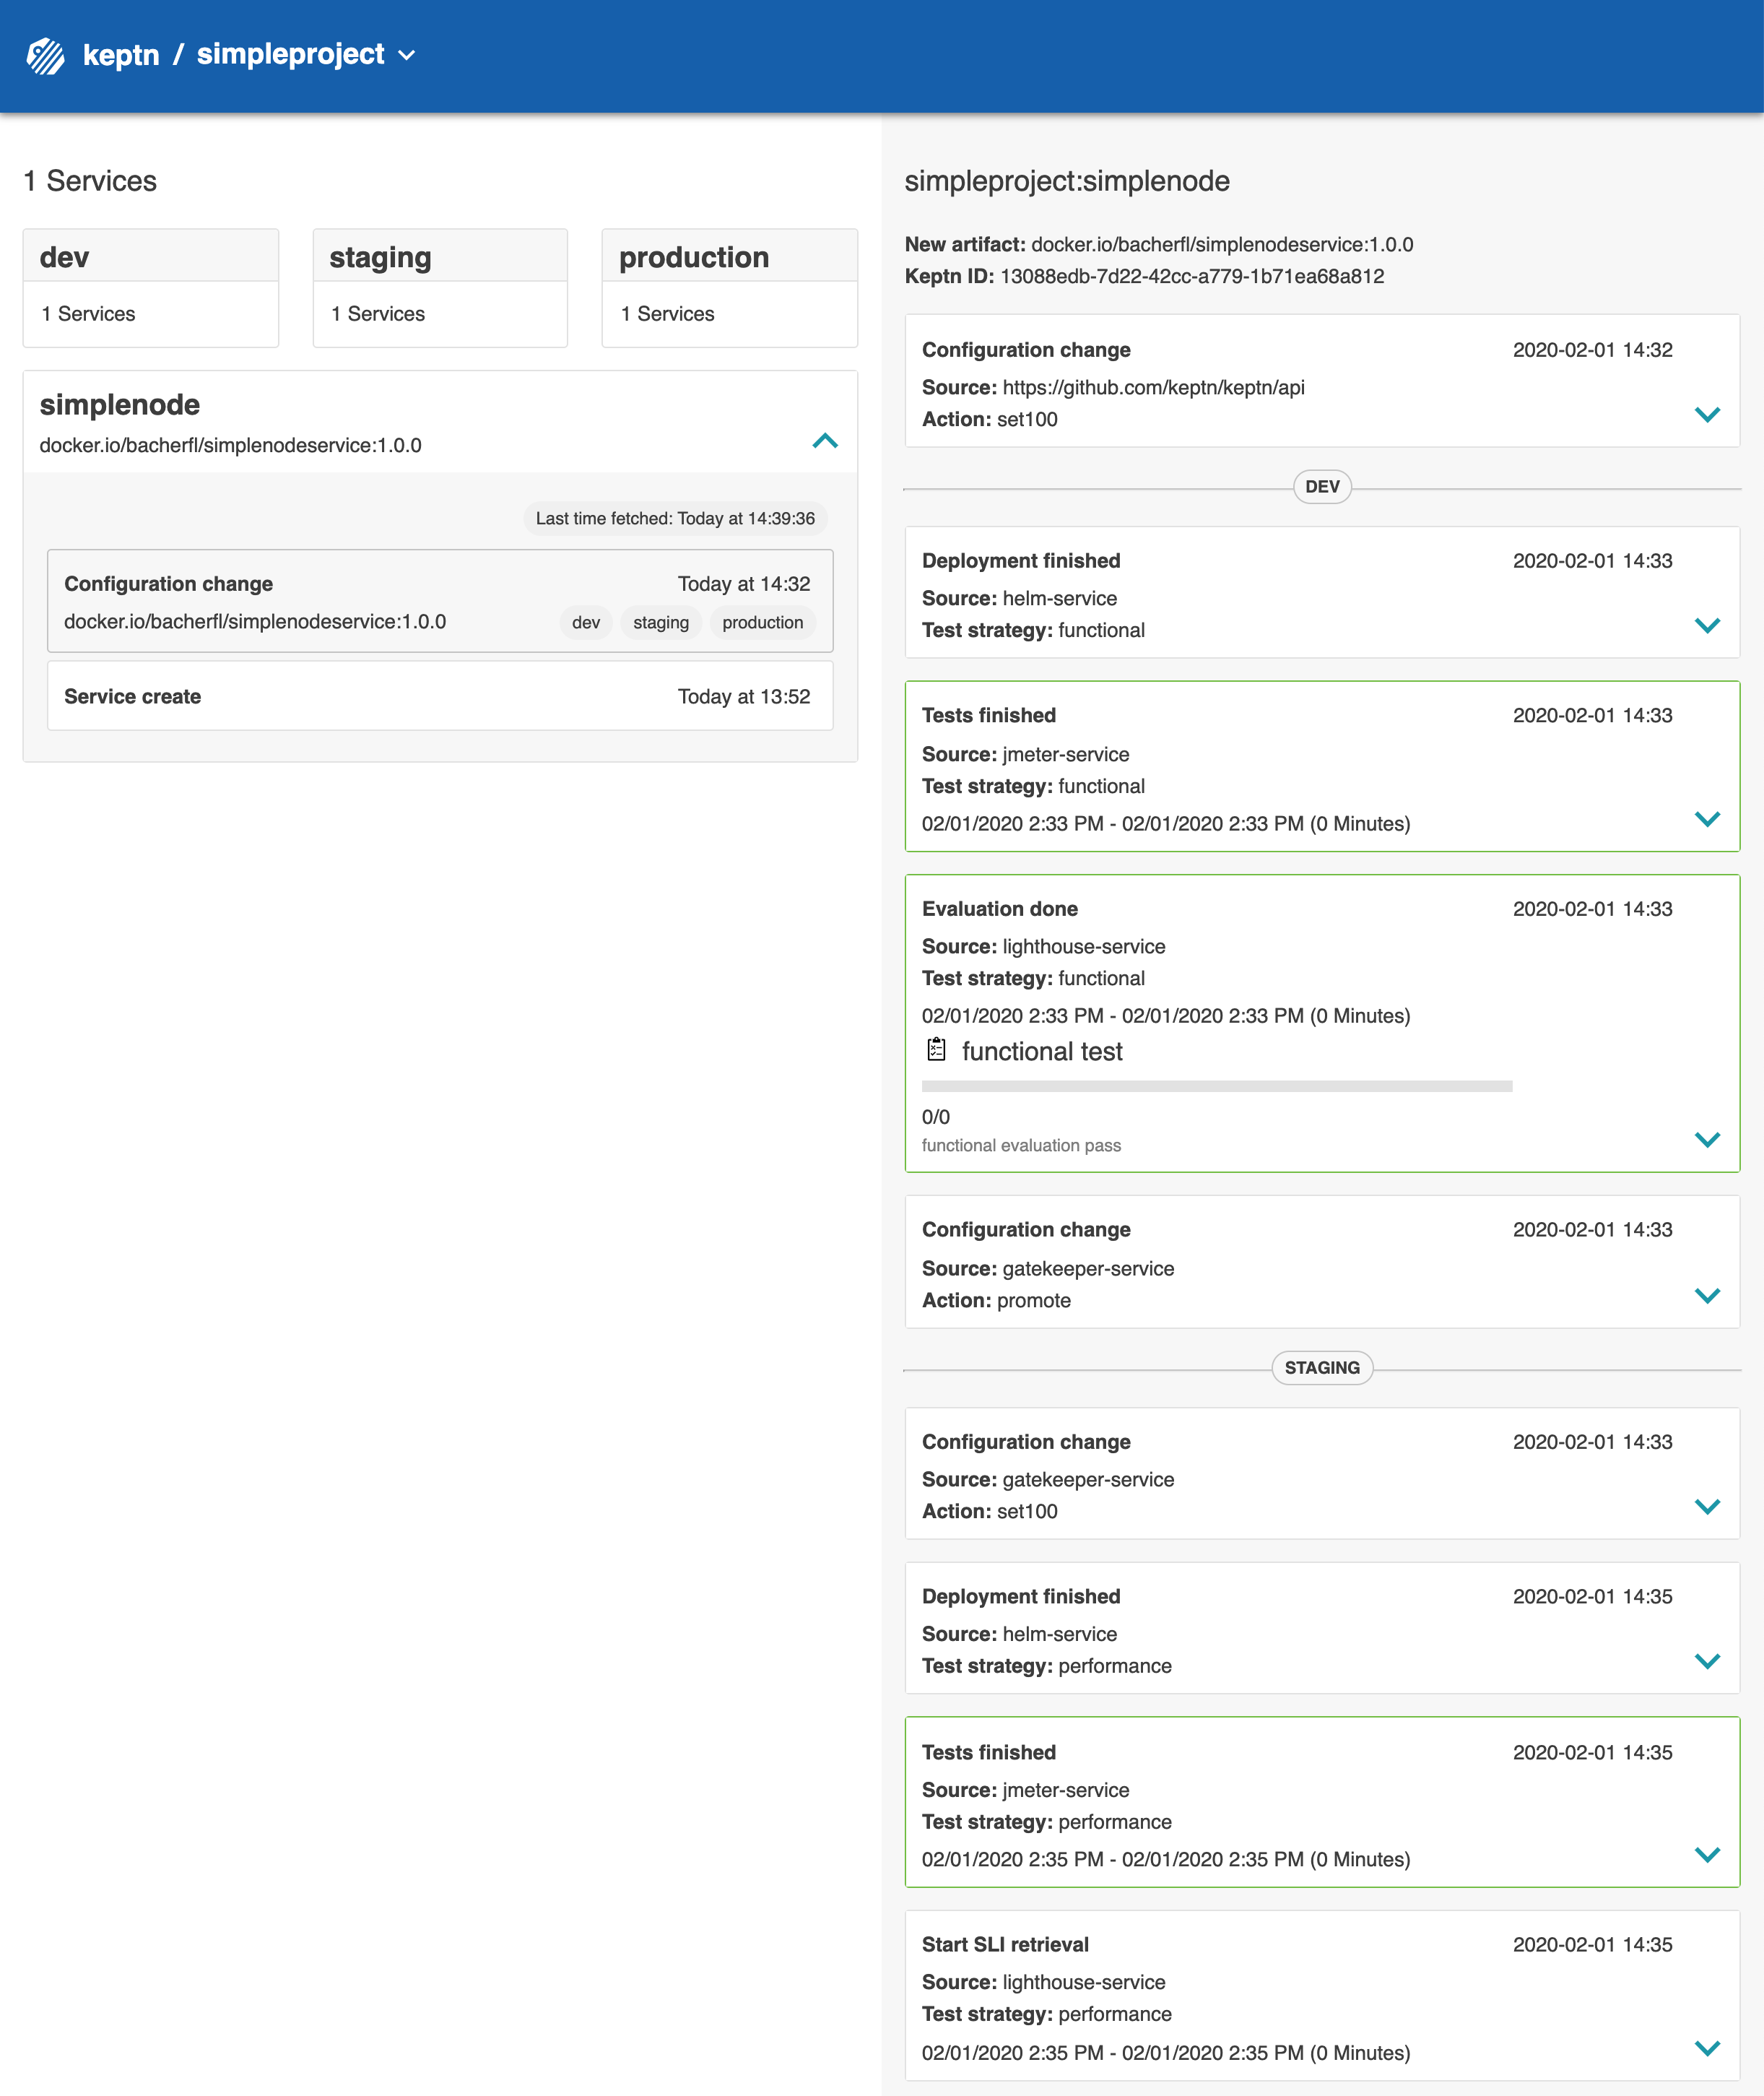 keptn / simpleproject
1 Services
dev
1 Services
staging
1 Services
production
1 Services
simplenode
docker.io/bacherfl/simplenodeservice:1.0.0
Last time fetched: Today at 14:39:36
Configuration change Today at 14:32
docker.io/bacherfl/simplenodeservice:1.0.0 dev staging production
Service create Today at 13:52
simpleproject:simplenode
New artifact: docker.io/bacherfl/simplenodeservice:1.0.0
Keptn ID: 13088edb-7d22-42cc-a779-1b71ea68a812
Configuration change 2020-02-01 14:32
Source: https://github.com/keptn/keptn/api
Action: set100
DEV
Deployment finished 2020-02-01 14:33
Source: helm-service
Test strategy: functional
Tests finished 2020-02-01 14:33
Source: jmeter-service
Test strategy: functional
02/01/2020 2:33 PM - 02/01/2020 2:33 PM (0 Minutes)
Evaluation done 2020-02-01 14:33
Source: lighthouse-service
Test strategy: functional
02/01/2020 2:33 PM - 02/01/2020 2:33 PM (0 Minutes)
functional test
0/0
functional evaluation pass
Configuration change 2020-02-01 14:33
Source: gatekeeper-service
Action: promote
STAGING
Configuration change 2020-02-01 14:33
Source: gatekeeper-service
Action: set100
Deployment finished 2020-02-01 14:35
Source: helm-service
Test strategy: performance
Tests finished 2020-02-01 14:35
Source: jmeter-service
Test strategy: performance
02/01/2020 2:35 PM - 02/01/2020 2:35 PM (0 Minutes)
Start SLI retrieval 2020-02-01 14:35
Source: lighthouse-service
Test strategy: performance
02/01/2020 2:35 PM - 02/01/2020 2:35 PM (0 Minutes)